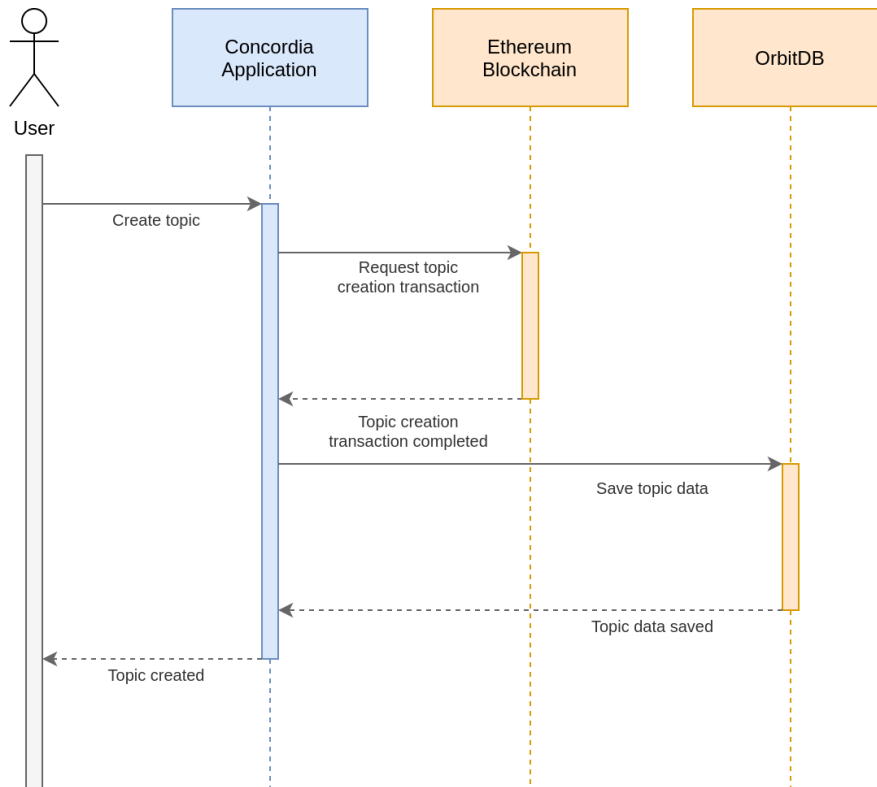 Concordia
Application
Ethereum
Blockchain
OrbitDB
User
Create topic
Request topic
creation transaction
Topic creation
transaction completed
Save topic data
Topic data saved
Topic created